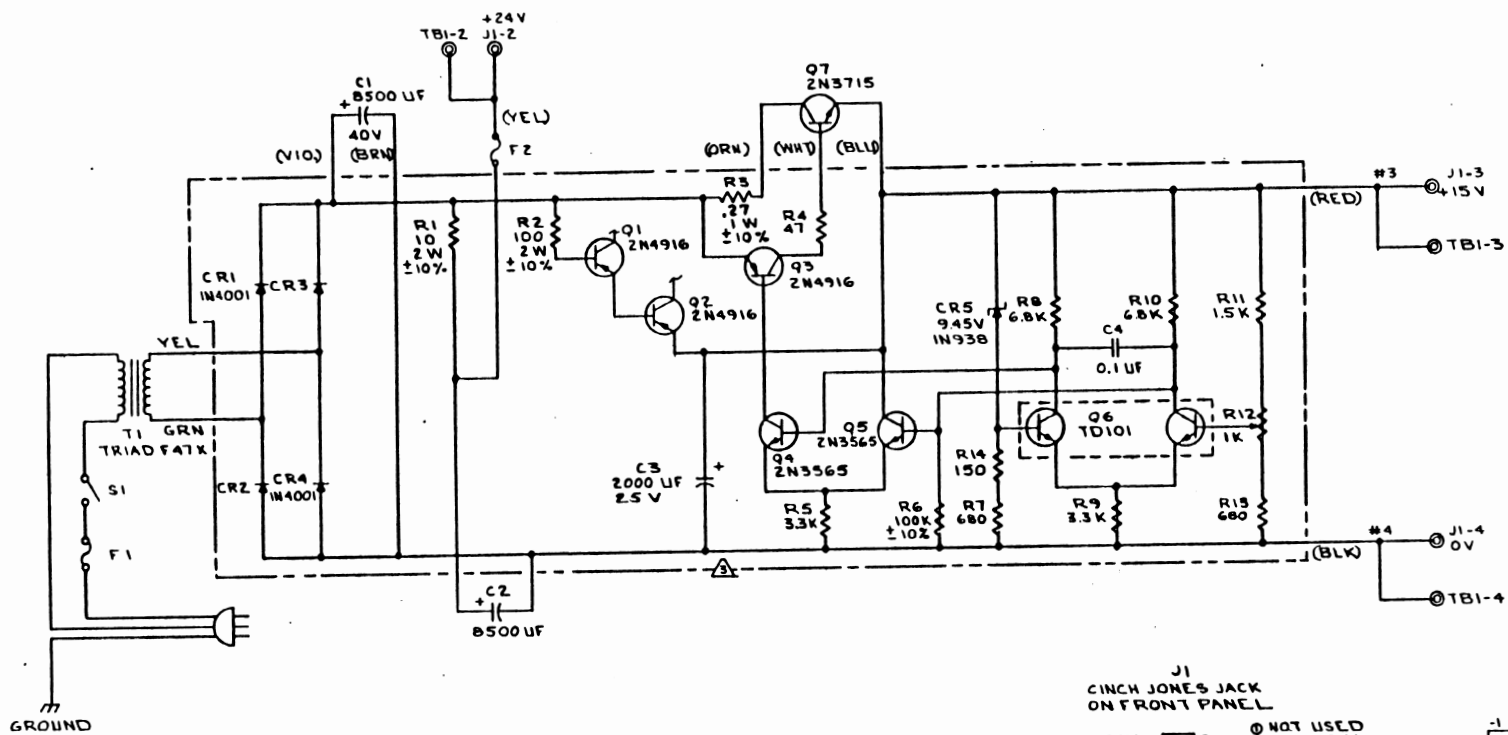 +24V
TB1-2 J1-2
C1
8500 UF
+
40V
(VIO) (BRN)
(YEL)
F2
Q7
2N3715
(ORN) (WHT) (BLU)
#3
J1-3
+15V
(RED)
TB1-3
R1
10
2W
±10%
R2
100
2W
±10%
Q1
2N4916
Q2
2N4916
R3
.27
1W
±10%
R4
47
Q3
2N4916
CR1
1N4001
CR3
CR5
9.45V
1N938
R8
6.8K
C4
0.1 UF
R10
6.8K
R11
1.5K
YEL
GRN
T1
TRIAD F47X
CR2
CR4
1N4001
S1
F1
C3
2000 UF
25V
+
Q4
2N3565
Q5
2N3565
Q6
TD101
R12
1K
R14
150
R5
3.3K
R6
100K
±10%
R7
680
R9
3.3K
R13
680
#4
J1-4
0V
(BLK)
TB1-4
3
+
C2
8500 UF
GROUND
J1
CINCH JONES JACK
ON FRONT PANEL
① NOT USED
-1